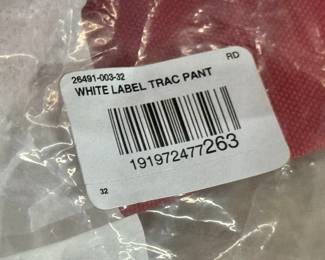 26491-003-32 RD
WHITE LABEL TRAC PANT
191972477263
32